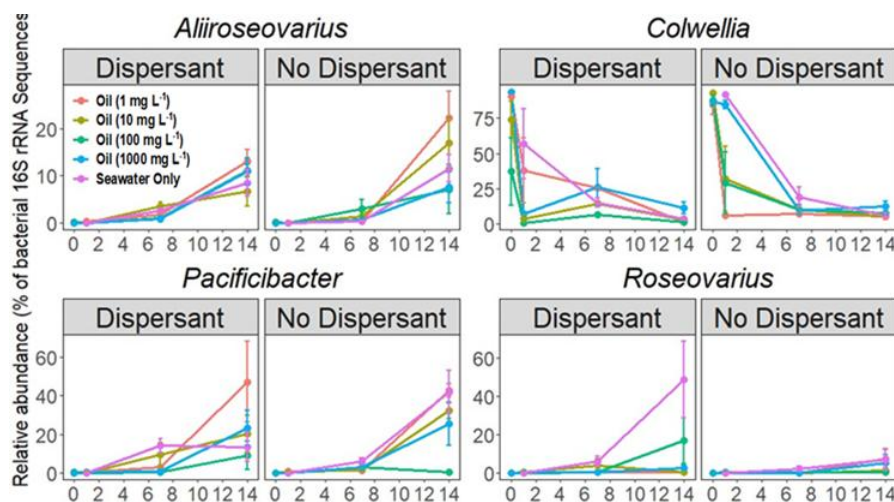 Relative abundance (% of bacterial 16S rRNA Sequences)
Aliiroseovarius
Colwellia
Dispersant
No Dispersant
Dispersant
No Dispersant
Oil (1 mg L⁻¹)
Oil (10 mg L⁻¹)
Oil (100 mg L⁻¹)
Oil (1000 mg L⁻¹)
Seawater Only
20
10
0
75
50
25
0
0 2 4 6 8 10 12 14
0 2 4 6 8 10 12 14
0 2 4 6 8 10 12 14
0 2 4 6 8 10 12 14
Pacificibacter
Roseovarius
Dispersant
No Dispersant
Dispersant
No Dispersant
60
40
20
0
60
40
20
0
0 2 4 6 8 10 12 14
0 2 4 6 8 10 12 14
0 2 4 6 8 10 12 14
0 2 4 6 8 10 12 14